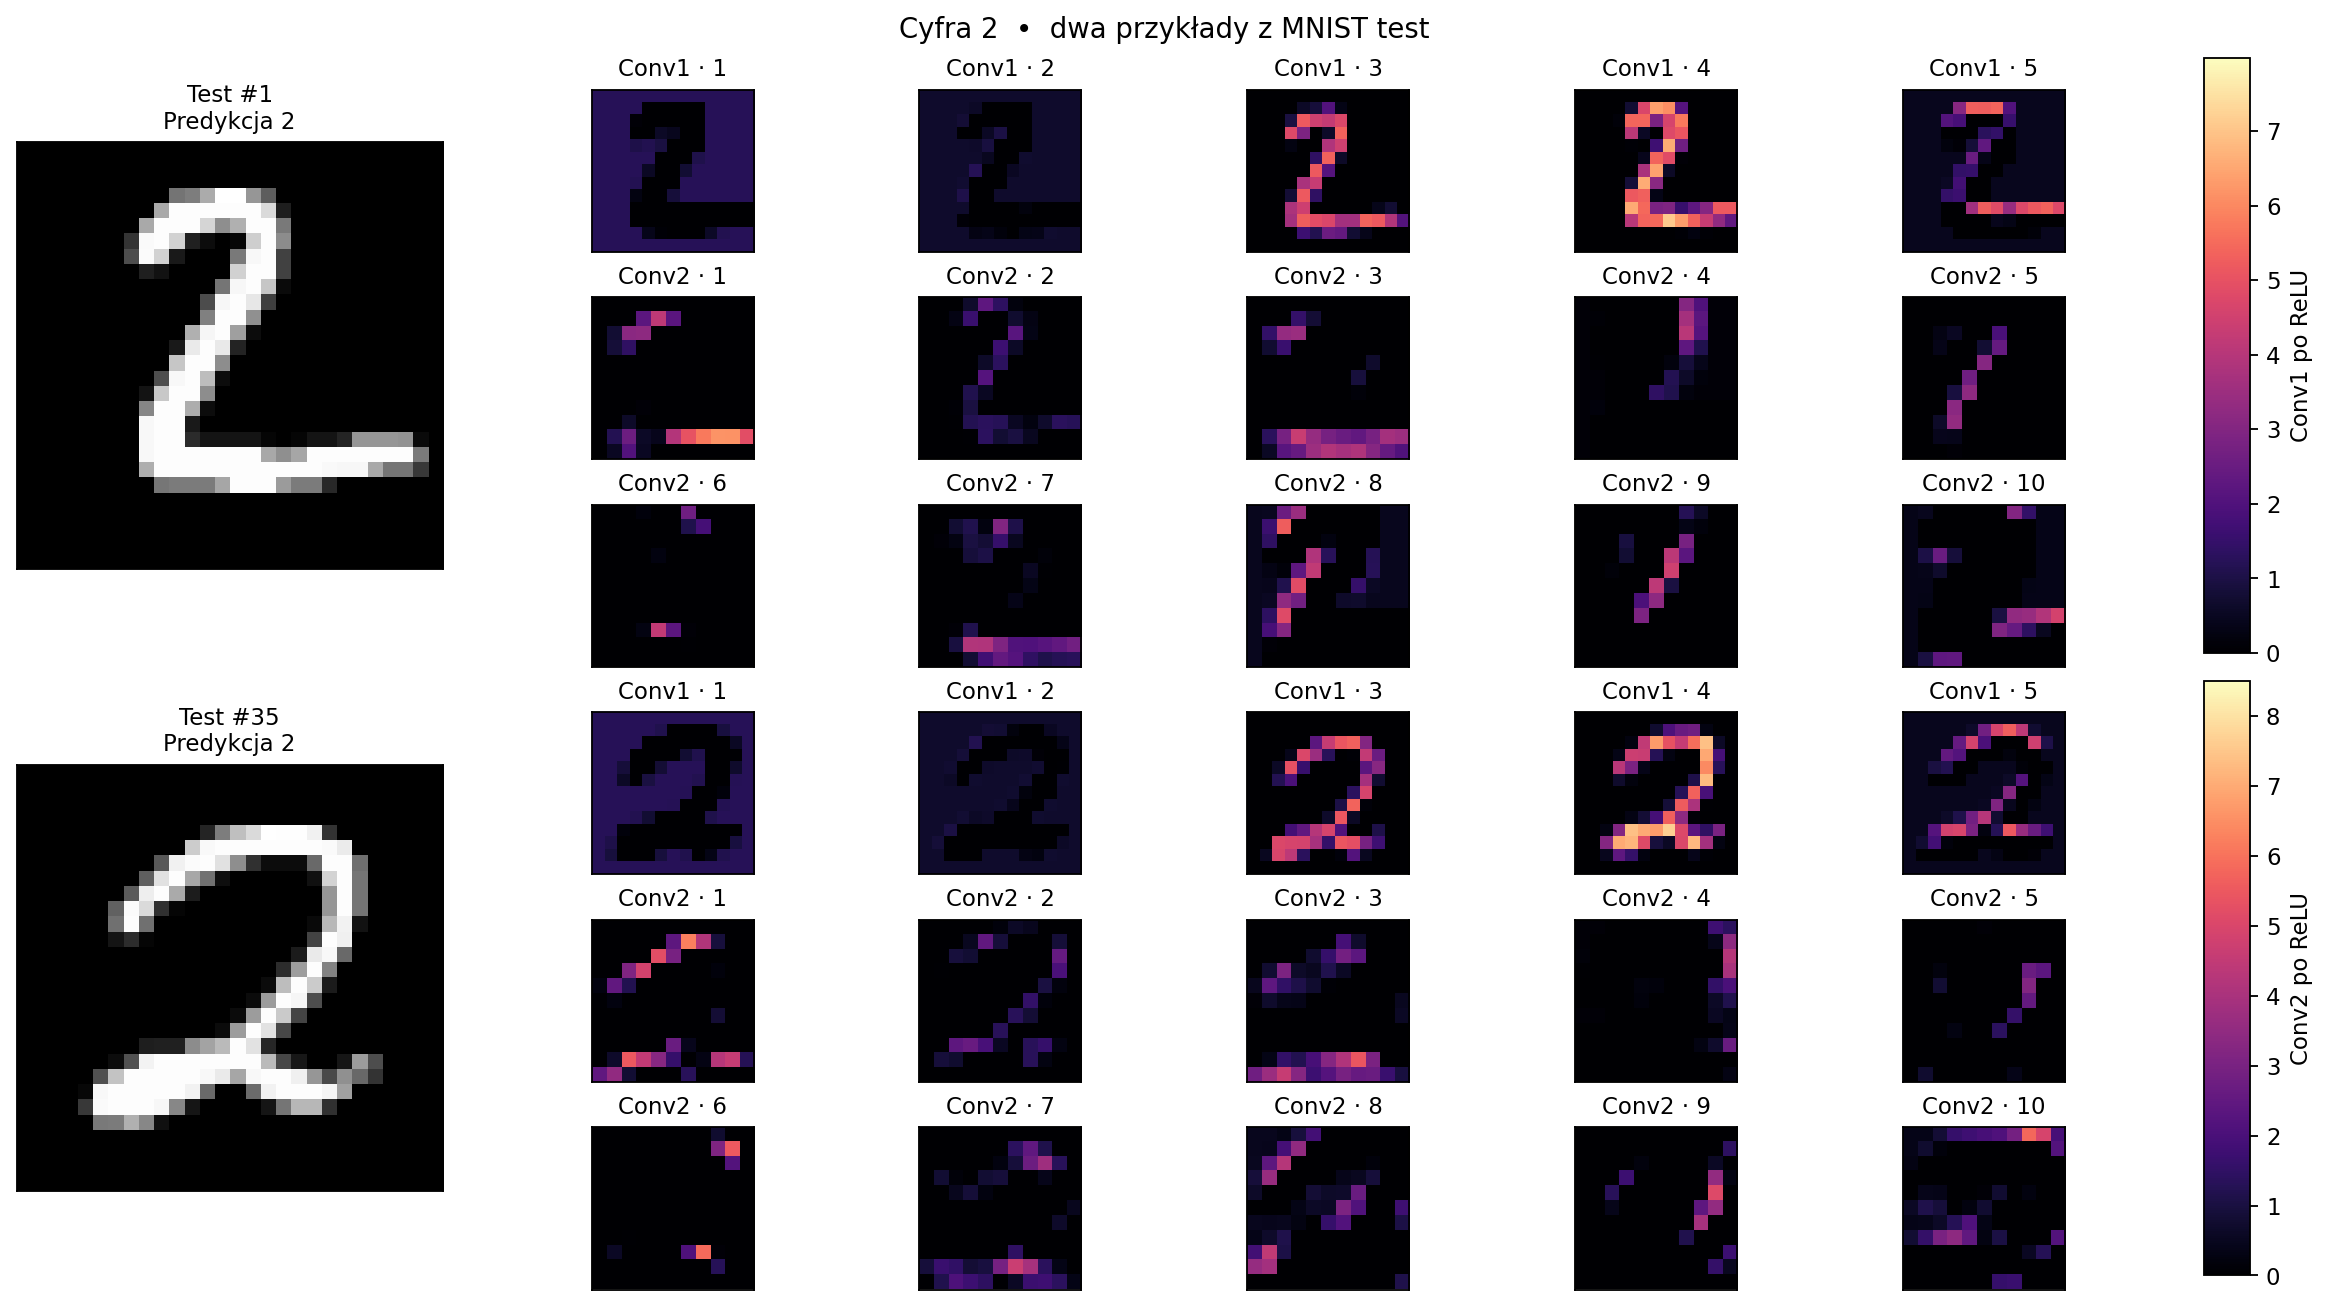 Cyfra 2 • dwa przykłady z MNIST test
Test #1
Predykcja 2
Conv1 · 1
Conv1 · 2
Conv1 · 3
Conv1 · 4
Conv1 · 5
Conv2 · 1
Conv2 · 2
Conv2 · 3
Conv2 · 4
Conv2 · 5
Conv2 · 6
Conv2 · 7
Conv2 · 8
Conv2 · 9
Conv2 · 10
7
6
5
4
3
2
1
0
Conv1 po ReLU
Test #35
Predykcja 2
Conv1 · 1
Conv1 · 2
Conv1 · 3
Conv1 · 4
Conv1 · 5
Conv2 · 1
Conv2 · 2
Conv2 · 3
Conv2 · 4
Conv2 · 5
Conv2 · 6
Conv2 · 7
Conv2 · 8
Conv2 · 9
Conv2 · 10
8
7
6
5
4
3
2
1
0
Conv2 po ReLU